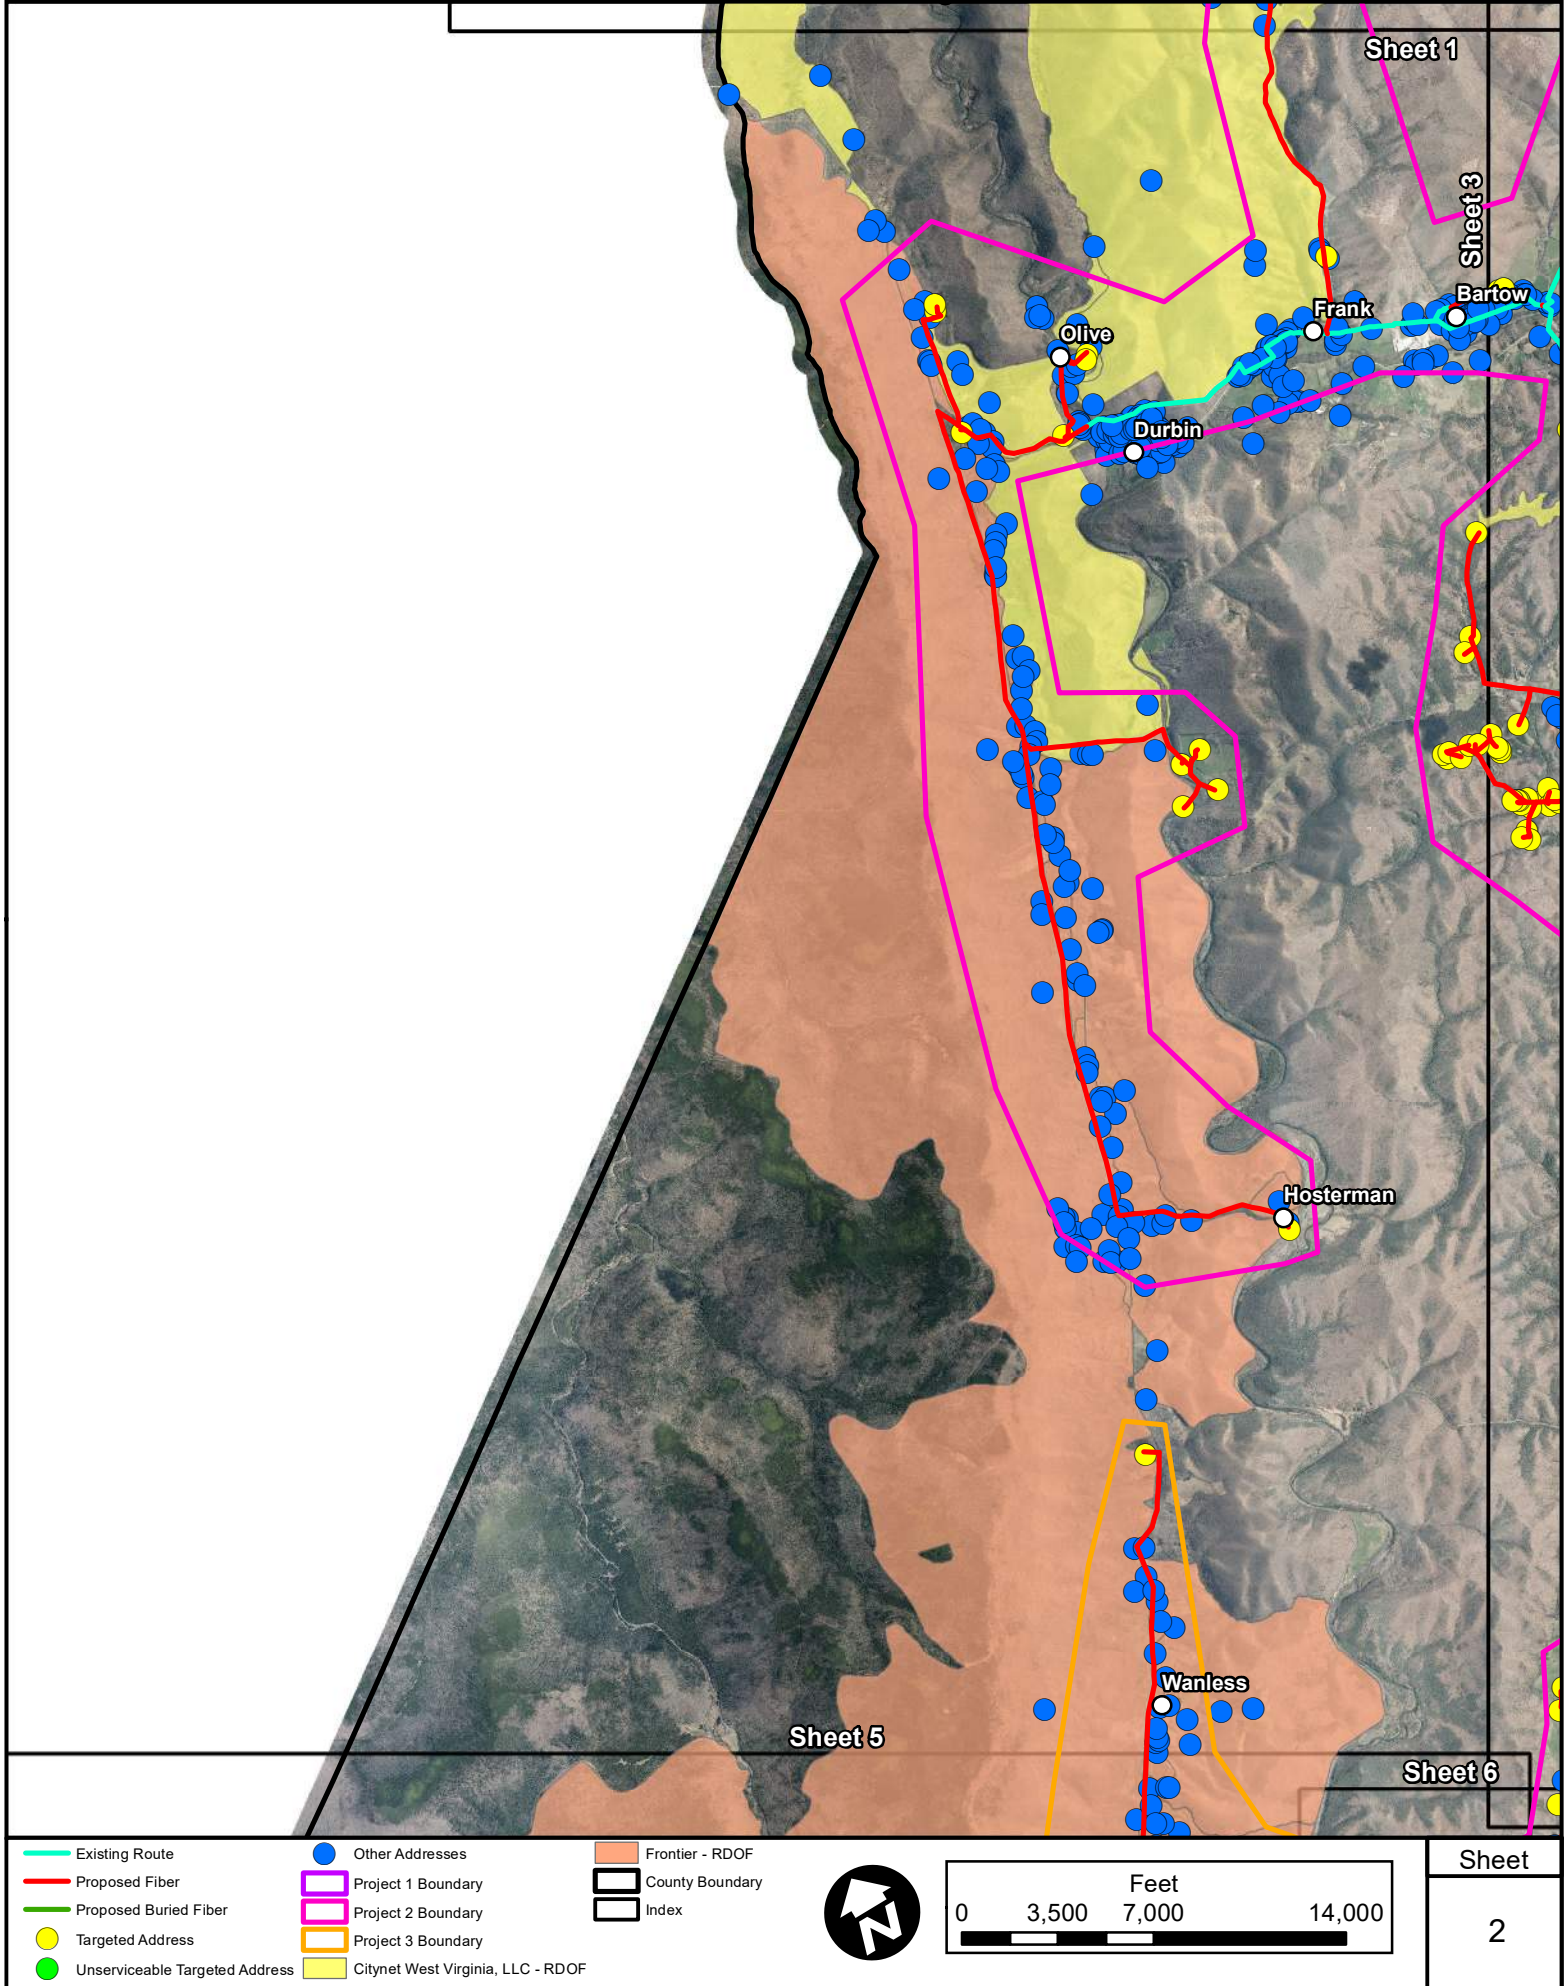 Sheet 1
Sheet 3
Bartow
Frank
Olive
Durbin
Hosterman
Wanless
Sheet 5
Sheet 6
Existing Route
Proposed Fiber
Proposed Buried Fiber
Targeted Address
Unserviceable Targeted Address
Other Addresses
Project 1 Boundary
Project 2 Boundary
Project 3 Boundary
Citynet West Virginia, LLC - RDOF
Frontier - RDOF
County Boundary
Index
N
Feet
0 3,500 7,000 14,000
Sheet
2